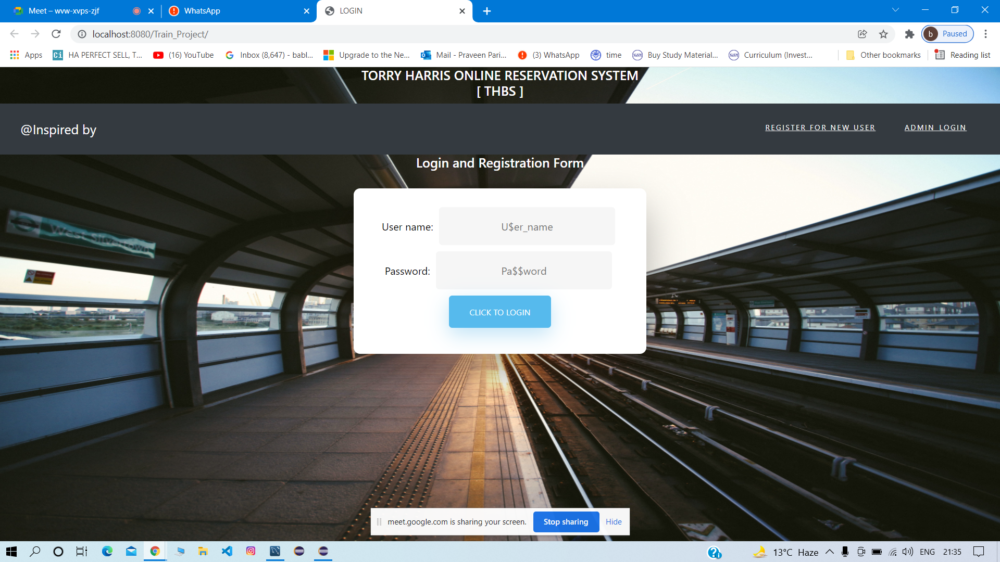 Meet – wvw-xvps-zjf
WhatsApp
LOGIN
localhost:8080/Train_Project/
b Paused
Apps
Ci HA PERFECT SELL, T...
(16) YouTube
Inbox (8,647) - babl...
Upgrade to the Ne...
Mail - Praveen Pari...
(3) WhatsApp
time
Buy Study Material...
Curriculum (Invest...
Other bookmarks
Reading list
TORRY HARRIS ONLINE RESERVATION SYSTEM
[ THBS ]
@Inspired by
REGISTER FOR NEW USER
ADMIN LOGIN
Login and Registration Form
User name: U$er_name
Password: Pa$$word
CLICK TO LOGIN
West Silvertown
meet.google.com is sharing your screen.
Stop sharing
Hide
13°C Haze
ENG
21:35